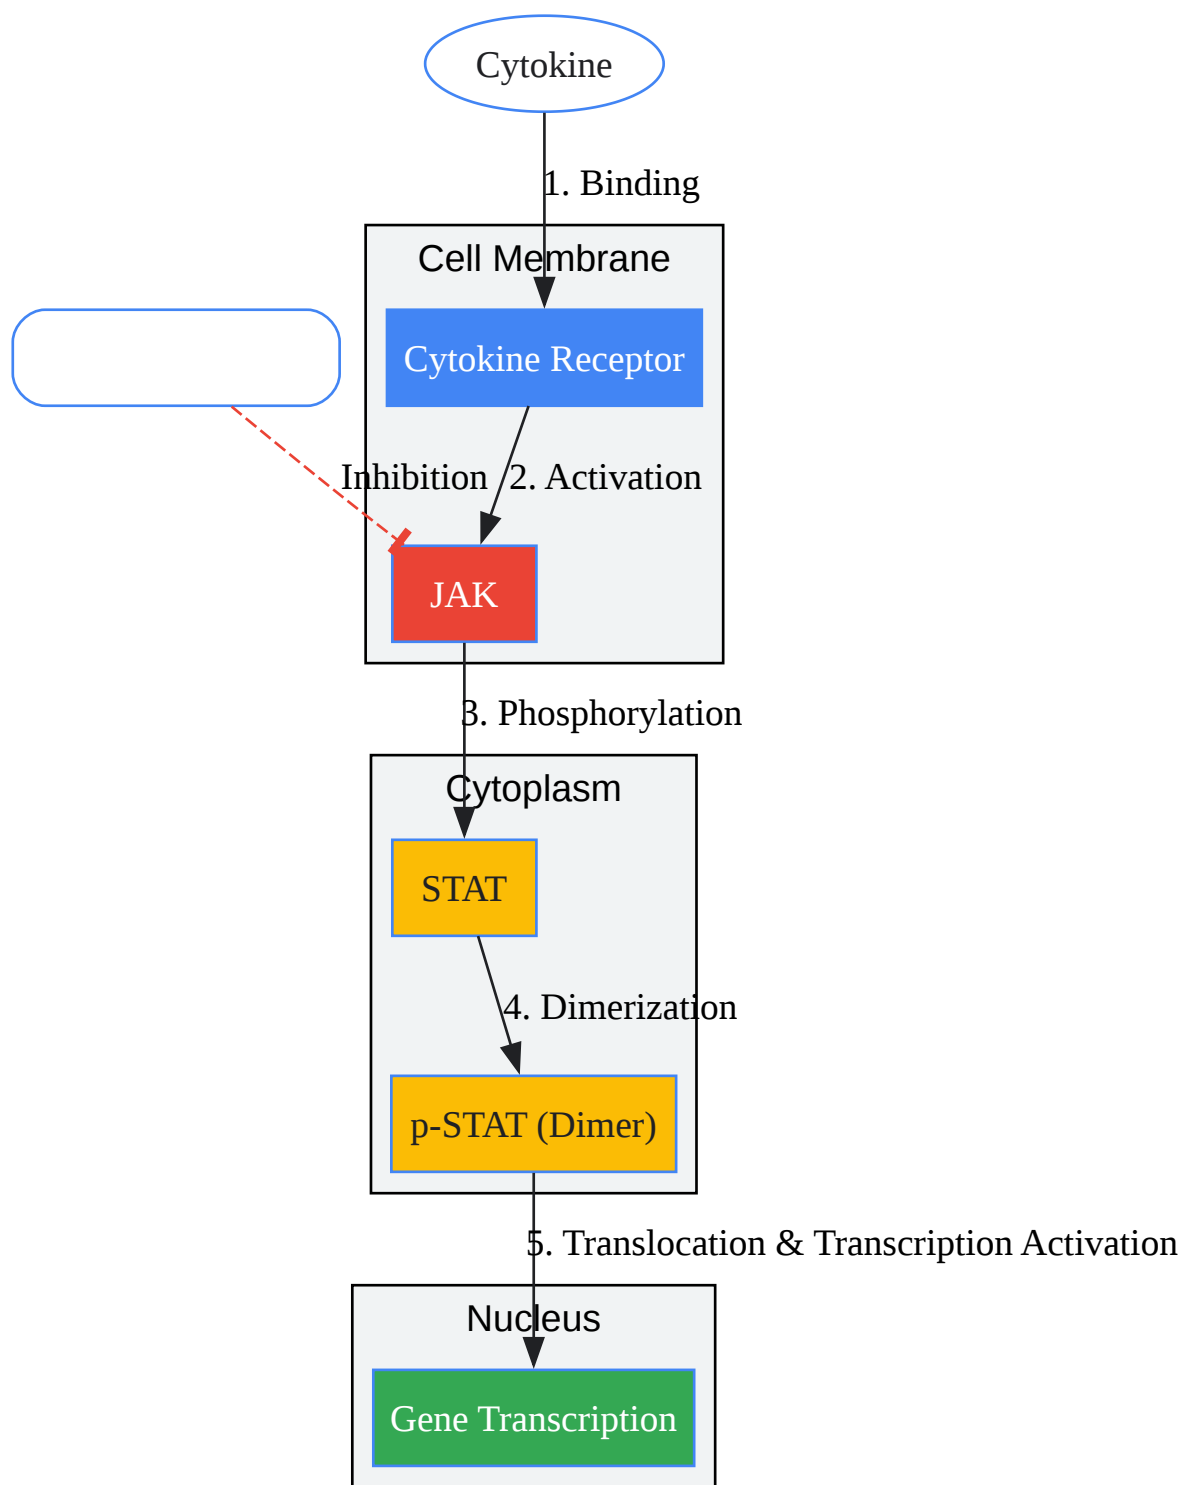 Cytokine
1. Binding
Cell Membrane
Cytokine Receptor
Inhibition
2. Activation
JAK
3. Phosphorylation
Cytoplasm
STAT
4. Dimerization
p-STAT (Dimer)
5. Translocation & Transcription Activation
Nucleus
Gene Transcription